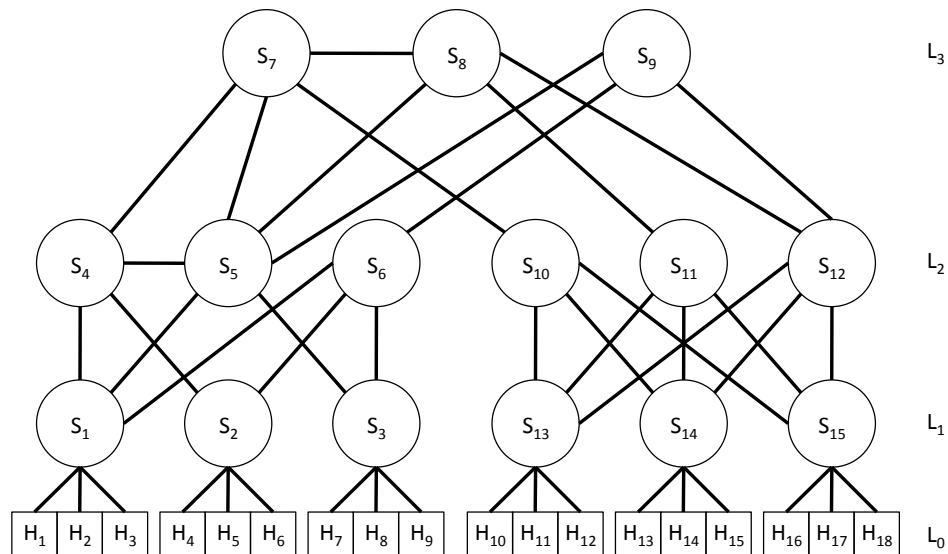 S₇ S₈ S₉ L₃
S₄ S₅ S₆ S₁₀ S₁₁ S₁₂ L₂
S₁ S₂ S₃ S₁₃ S₁₄ S₁₅ L₁
H₁ H₂ H₃ H₄ H₅ H₆ H₇ H₈ H₉ H₁₀ H₁₁ H₁₂ H₁₃ H₁₄ H₁₅ H₁₆ H₁₇ H₁₈ L₀